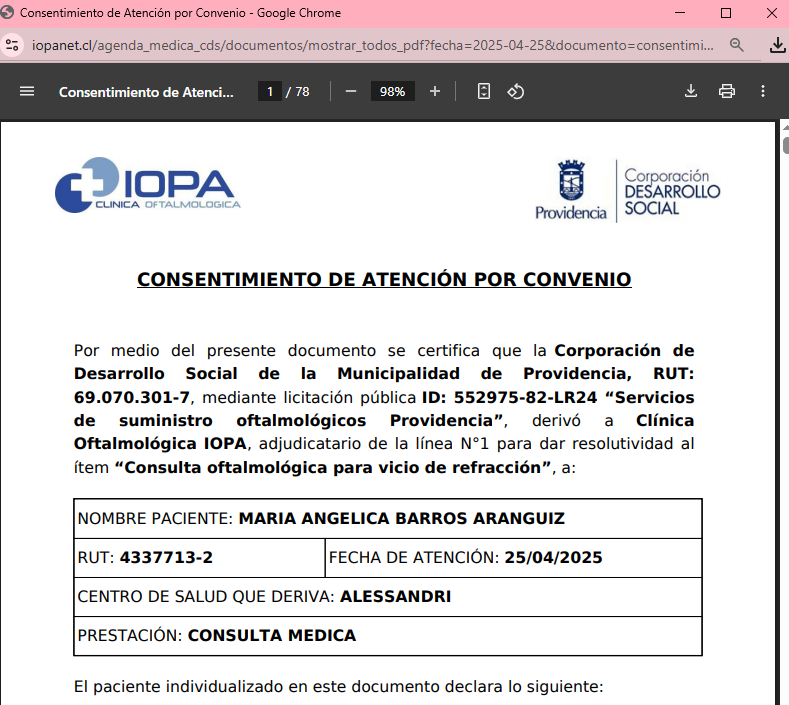 Consentimiento de Atención por Convenio - Google Chrome
iopanet.cl/agenda_medica_cds/documentos/mostrar_todos_pdf?fecha=2025-04-25&documento=consentimi...
Consentimiento de Atenci... 1 / 78 98%
IOPA
CLINICA OFTALMOLOGICA
Providencia
Corporación
DESARROLLO
SOCIAL
CONSENTIMIENTO DE ATENCIÓN POR CONVENIO
Por medio del presente documento se certifica que la Corporación de
Desarrollo Social de la Municipalidad de Providencia, RUT:
69.070.301-7, mediante licitación pública ID: 552975-82-LR24 “Servicios
de suministro oftalmológicos Providencia”, derivó a Clínica
Oftalmológica IOPA, adjudicatario de la línea N°1 para dar resolutividad al
ítem “Consulta oftalmológica para vicio de refracción”, a:
NOMBRE PACIENTE: MARIA ANGELICA BARROS ARANGUIZ
RUT: 4337713-2 FECHA DE ATENCIÓN: 25/04/2025
CENTRO DE SALUD QUE DERIVA: ALESSANDRI
PRESTACIÓN: CONSULTA MEDICA
El paciente individualizado en este documento declara lo siguiente: